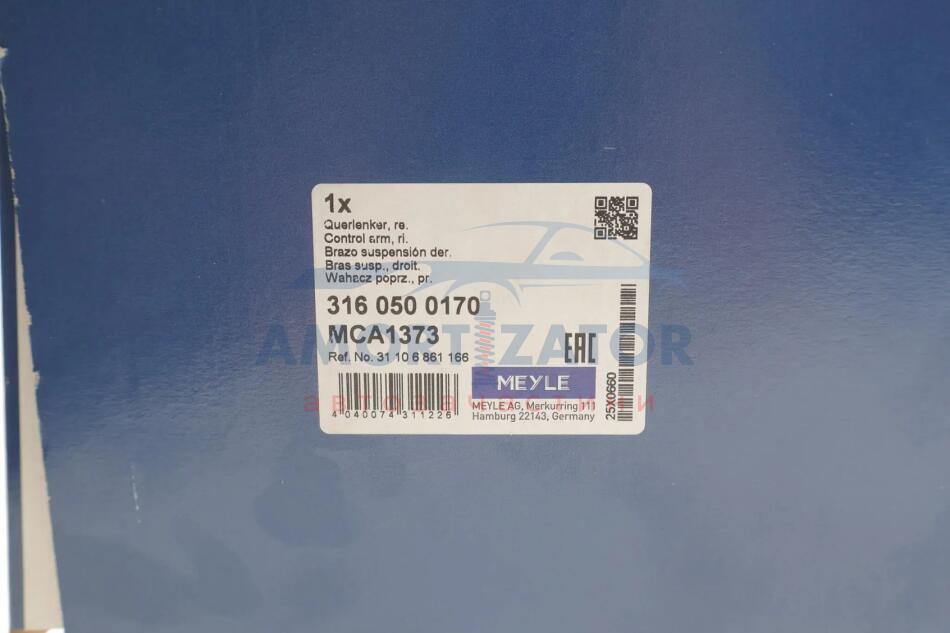 1x
Querlenker, re.
Control arm, ri.
Brazo suspensión der.
Bras susp., droit.
Wahacz poprz., pr.
316 050 0170
MCA1373
Ref. No. 31 10 6 861 166
EAC
MEYLE
MEYLE AG, Merkurring 111
Hamburg 22143, Germany
4 040074 311226
25X0660
AMORTIZATOR
авто запчастини